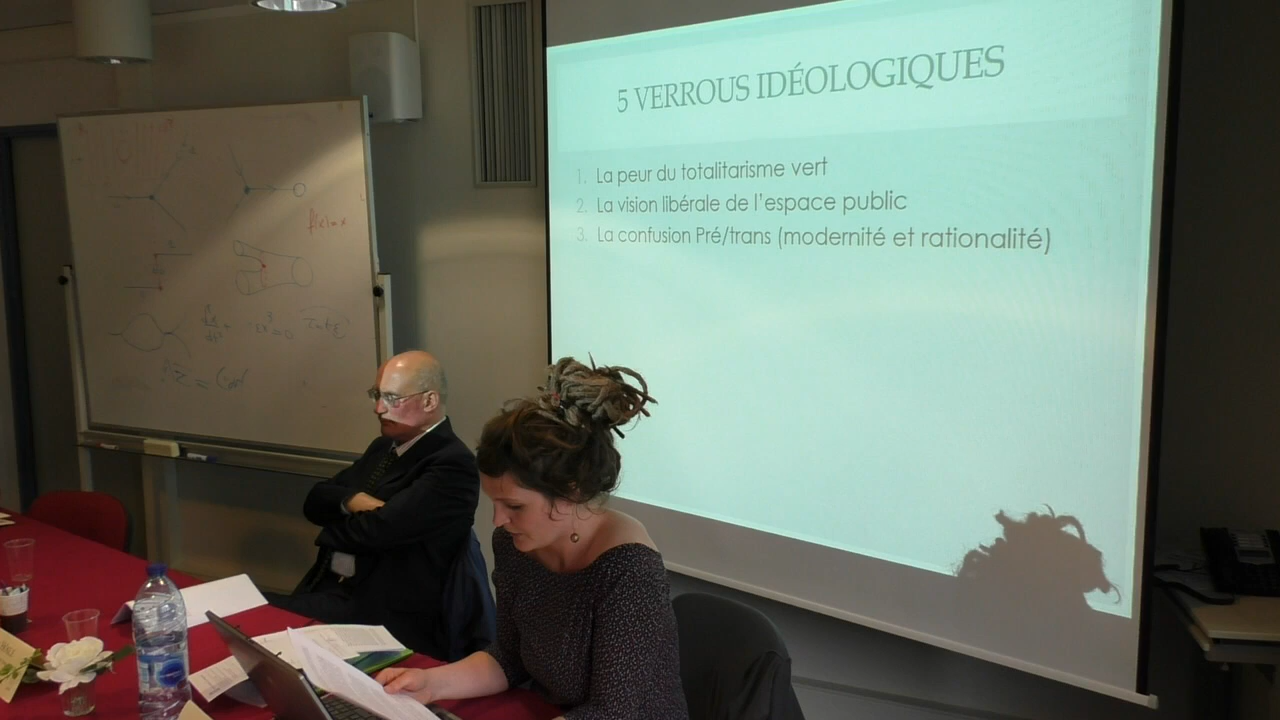 5 VERROUS IDÉOLOGIQUES
1. La peur du totalitarisme vert
2. La vision libérale de l'espace public
3. La confusion Pré/trans (modernité et rationalité)